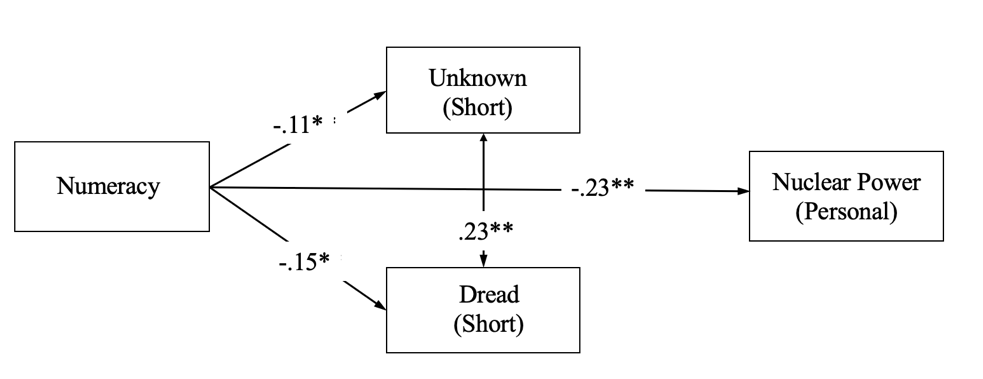 Unknown
(Short)
-.11*
Numeracy
-.23**
Nuclear Power
(Personal)
.23**
-.15*
Dread
(Short)